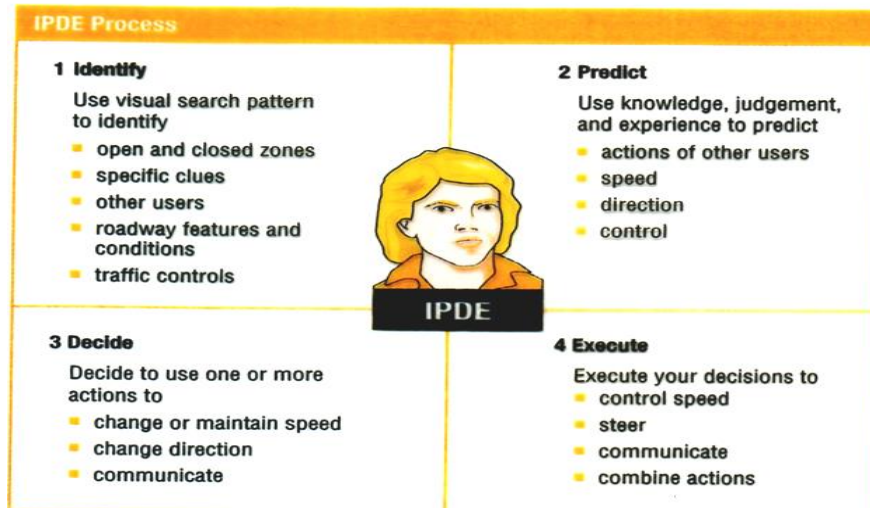 IPDE Process
1 Identify
Use visual search pattern
to identify
open and closed zones
specific clues
other users
roadway features and
conditions
traffic controls
2 Predict
Use knowledge, judgement,
and experience to predict
actions of other users
speed
direction
control
IPDE
3 Decide
Decide to use one or more
actions to
change or maintain speed
change direction
communicate
4 Execute
Execute your decisions to
control speed
steer
communicate
combine actions